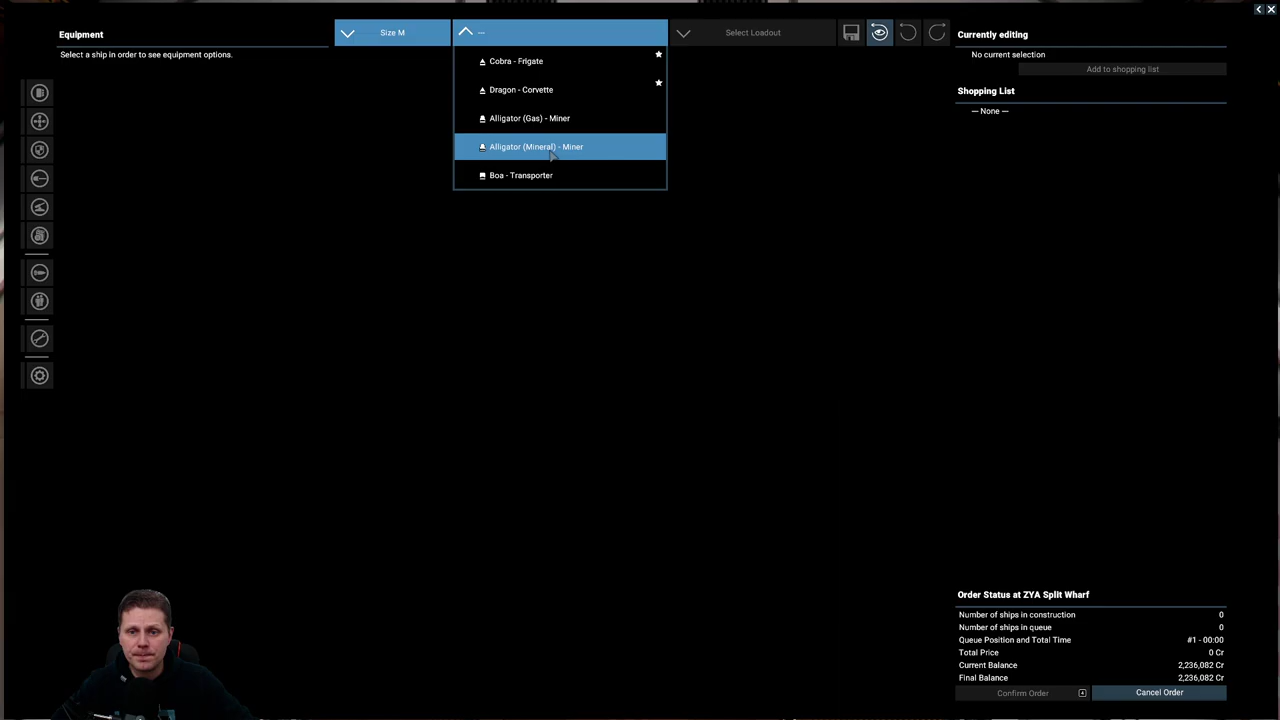 Equipment
Select a ship in order to see equipment options.
Size M
---
Select Loadout
Cobra - Frigate
Dragon - Corvette
Alligator (Gas) - Miner
Alligator (Mineral) - Miner
Boa - Transporter
Currently editing
No current selection
Add to shopping list
Shopping List
— None —
Order Status at ZYA Split Wharf
Number of ships in construction 0
Number of ships in queue 0
Queue Position and Total Time #1 - 00:00
Total Price 0 Cr
Current Balance 2,236,082 Cr
Final Balance 2,236,082 Cr
Confirm Order
Cancel Order